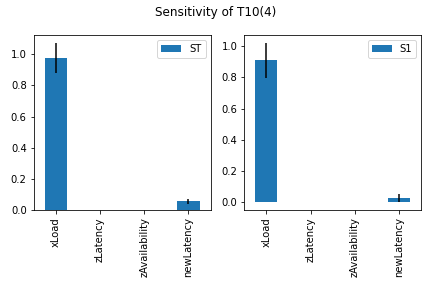 Sensitivity of T10(4)
ST
1.0
0.8
0.6
0.4
0.2
0.0
xLoad
zLatency
zAvailability
newLatency
S1
1.0
0.8
0.6
0.4
0.2
0.0
xLoad
zLatency
zAvailability
newLatency